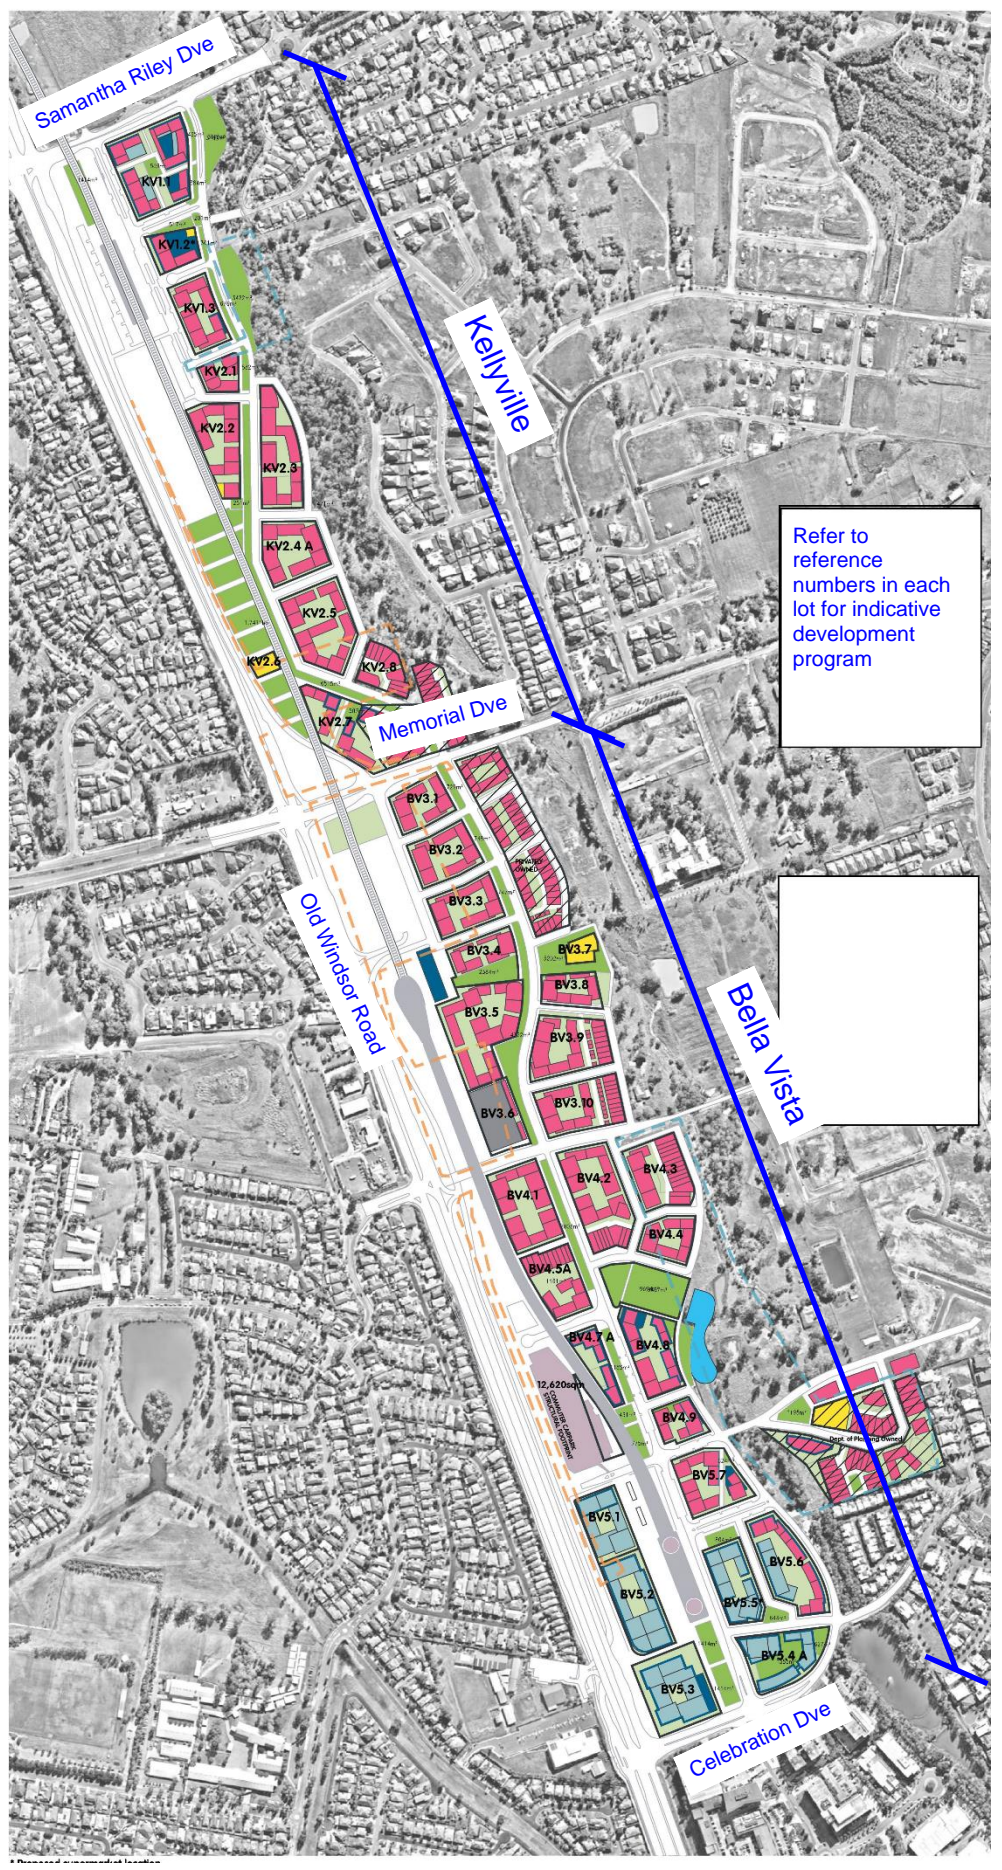 Samantha Riley Dve
KV1.1
KV1.2*
KV1.3
KV2.1
KV2.2
KV2.3
KV2.4 A
KV2.5
KV2.6
KV2.8
KV2.7
Kellyville
Refer to
reference
numbers in each
lot for indicative
development
program
Memorial Dve
BV3.1
BV3.2
BV3.3
BV3.4
BV3.5
BV3.6
PRIVATELY
OWNED
BV3.7
BV3.8
BV3.9
BV3.10
Old Windsor Road
Bella Vista
BV4.1
BV4.2
BV4.3
BV4.4
BV4.5A
BV4.7 A
BV4.8
BV4.9
12,620sqm
COMMUTER CARPARK
STRUCTURAL FOOTPRINT
Dept. of Planning Owned
BV5.7
BV5.1
BV5.2
BV5.6
BV5.5*
BV5.4 A
BV5.3
Celebration Dve